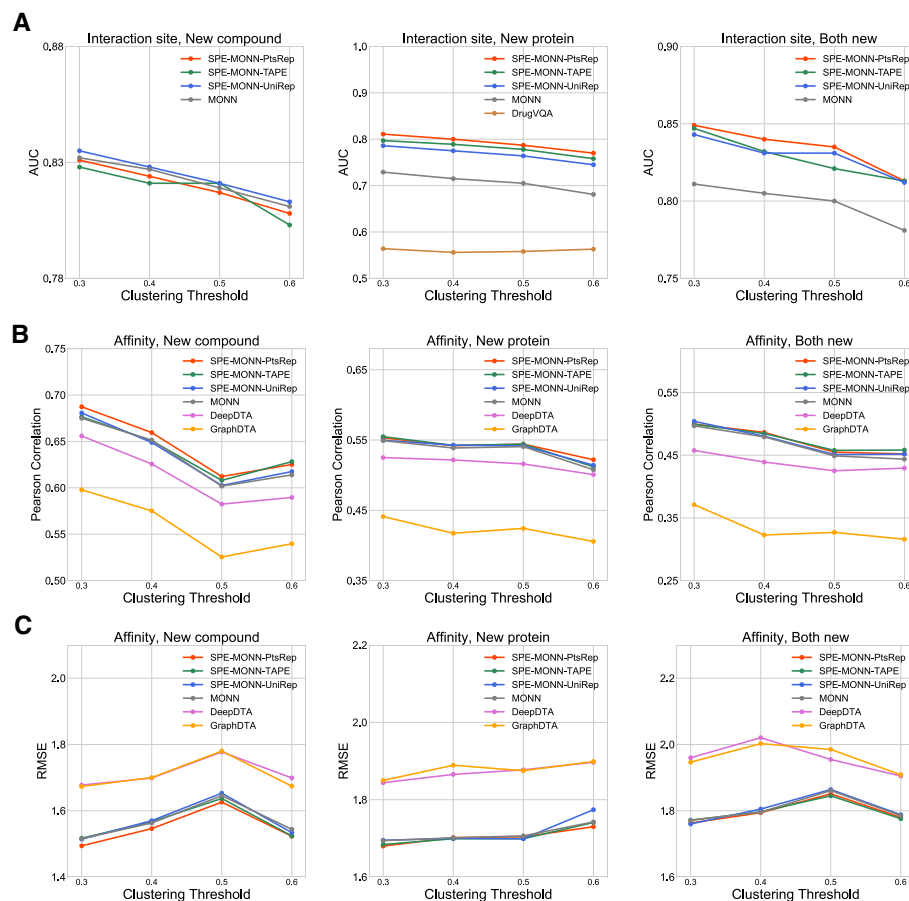 A
Interaction site, New compound
0.88
0.83
0.78
AUC
SPE-MONN-PtsRep
SPE-MONN-TAPE
SPE-MONN-UniRep
MONN
0.3 0.4 0.5 0.6
Clustering Threshold
Interaction site, New protein
1.0
0.9
0.8
0.7
0.6
0.5
AUC
SPE-MONN-PtsRep
SPE-MONN-TAPE
SPE-MONN-UniRep
MONN
DrugVQA
0.3 0.4 0.5 0.6
Clustering Threshold
Interaction site, Both new
0.90
0.85
0.80
0.75
AUC
SPE-MONN-PtsRep
SPE-MONN-TAPE
SPE-MONN-UniRep
MONN
0.3 0.4 0.5 0.6
Clustering Threshold
B
Affinity, New compound
0.75
0.70
0.65
0.60
0.55
0.50
Pearson Correlation
SPE-MONN-PtsRep
SPE-MONN-TAPE
SPE-MONN-UniRep
MONN
DeepDTA
GraphDTA
0.3 0.4 0.5 0.6
Clustering Threshold
Affinity, New protein
0.65
0.55
0.45
0.35
Pearson Correlation
SPE-MONN-PtsRep
SPE-MONN-TAPE
SPE-MONN-UniRep
MONN
DeepDTA
GraphDTA
0.3 0.4 0.5 0.6
Clustering Threshold
Affinity, Both new
0.55
0.45
0.35
0.25
Pearson Correlation
SPE-MONN-PtsRep
SPE-MONN-TAPE
SPE-MONN-UniRep
MONN
DeepDTA
GraphDTA
0.3 0.4 0.5 0.6
Clustering Threshold
C
Affinity, New compound
2.0
1.8
1.6
1.4
RMSE
SPE-MONN-PtsRep
SPE-MONN-TAPE
SPE-MONN-UniRep
MONN
DeepDTA
GraphDTA
0.3 0.4 0.5 0.6
Clustering Threshold
Affinity, New protein
2.2
2.0
1.8
1.6
RMSE
SPE-MONN-PtsRep
SPE-MONN-TAPE
SPE-MONN-UniRep
MONN
DeepDTA
GraphDTA
0.3 0.4 0.5 0.6
Clustering Threshold
Affinity, Both new
2.2
2.0
1.8
1.6
RMSE
SPE-MONN-PtsRep
SPE-MONN-TAPE
SPE-MONN-UniRep
MONN
DeepDTA
GraphDTA
0.3 0.4 0.5 0.6
Clustering Threshold